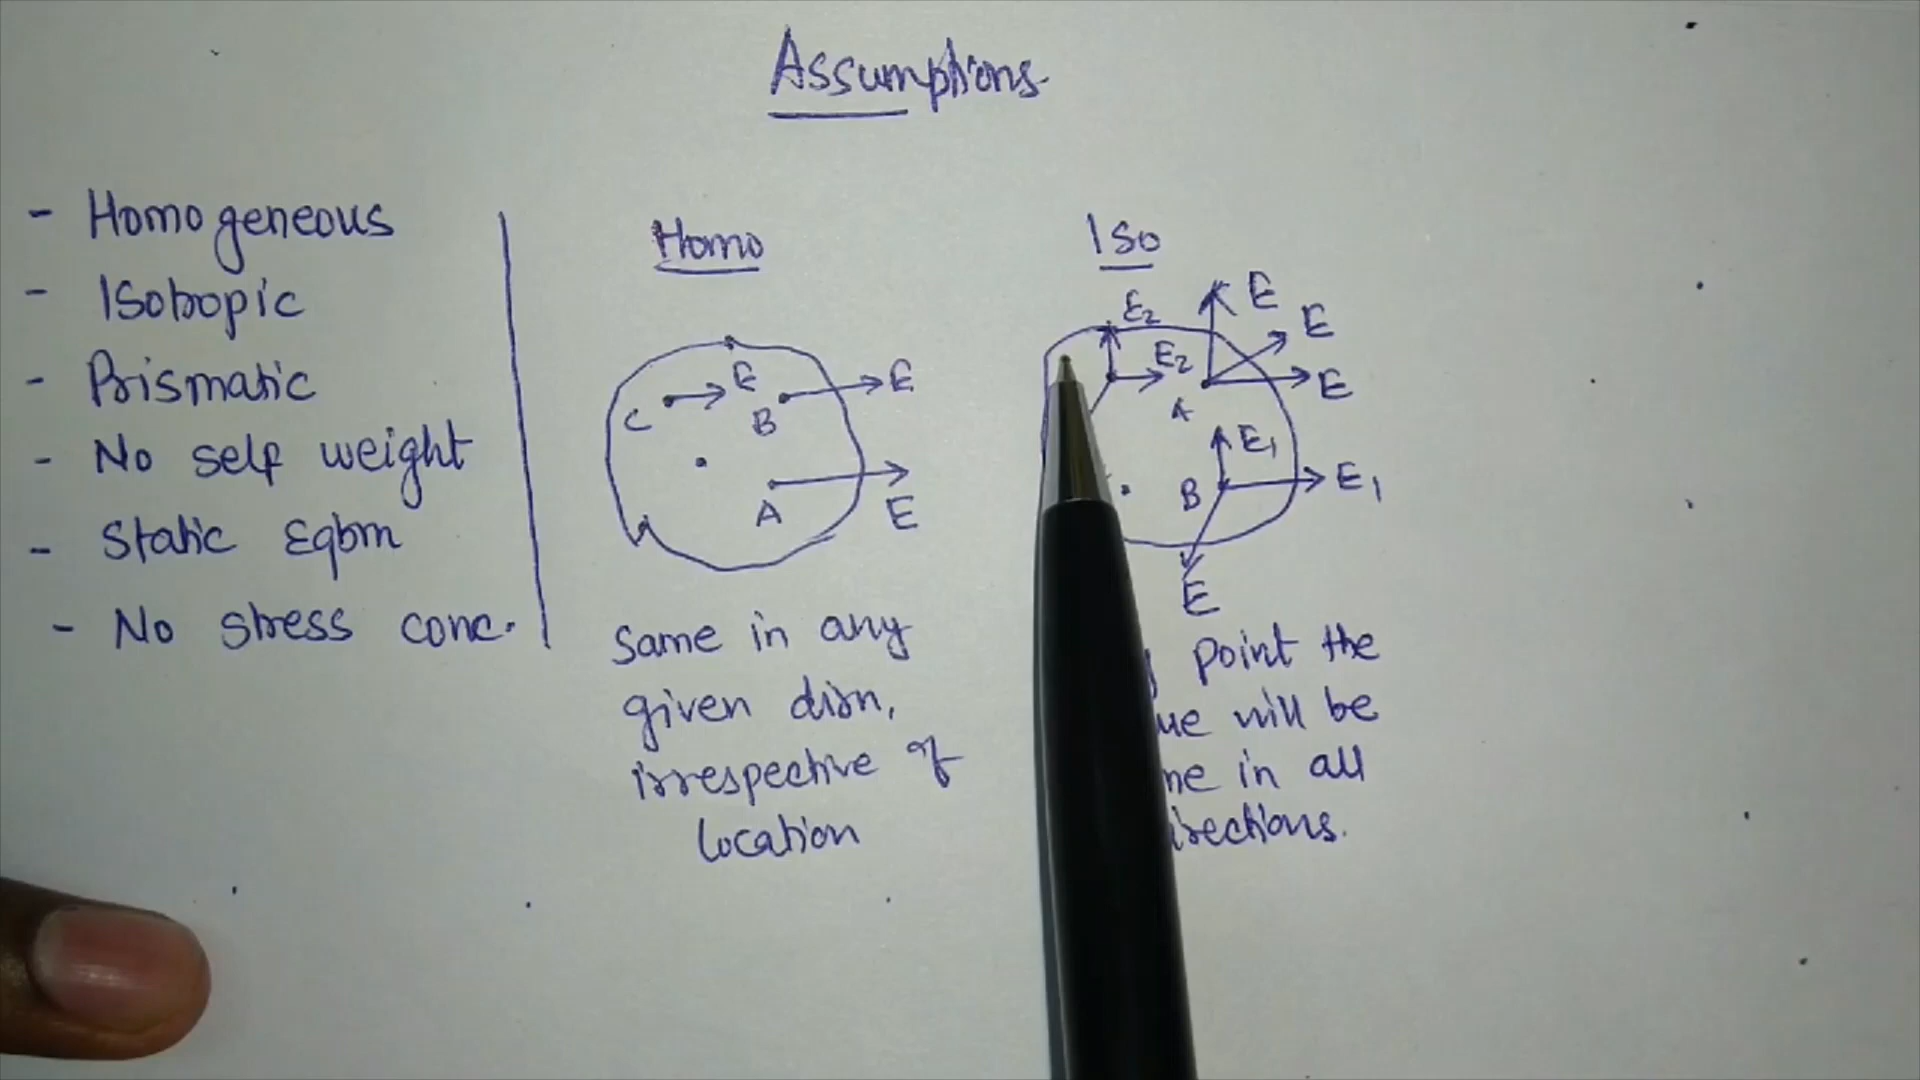 Assumptions
- Homogeneous
- Isotropic
- Prismatic
- No self weight
- Static Eqbm
- No stress conc.
Homo
C E
B E
A E
Same in any
given dirn,
irrespective of
location
Iso
E2
E2
E
E
E
A
E1
B E1
E
point the
will be
in all